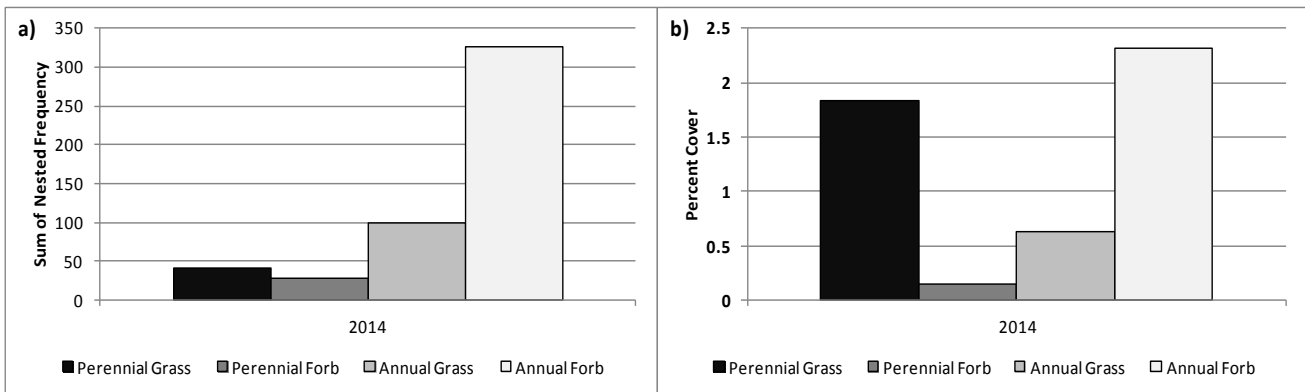 a)
Sum of Nested Frequency
350
300
250
200
150
100
50
0
2014
Perennial Grass Perennial Forb Annual Grass Annual Forb
b)
Percent Cover
2.5
2
1.5
1
0.5
0
2014
Perennial Grass Perennial Forb Annual Grass Annual Forb